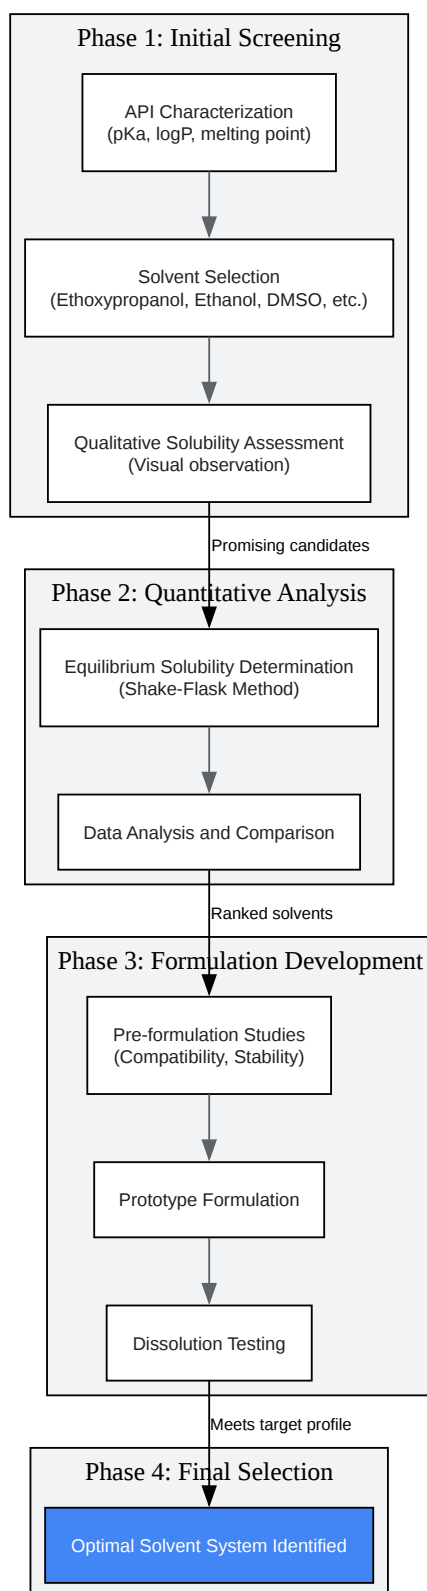 Phase 1: Initial Screening
API Characterization
(pKa, logP, melting point)
Solvent Selection
(Ethoxypropanol, Ethanol, DMSO, etc.)
Qualitative Solubility Assessment
(Visual observation)
Promising candidates
Phase 2: Quantitative Analysis
Equilibrium Solubility Determination
(Shake-Flask Method)
Data Analysis and Comparison
Ranked solvents
Phase 3: Formulation Development
Pre-formulation Studies
(Compatibility, Stability)
Prototype Formulation
Dissolution Testing
Meets target profile
Phase 4: Final Selection
Optimal Solvent System Identified